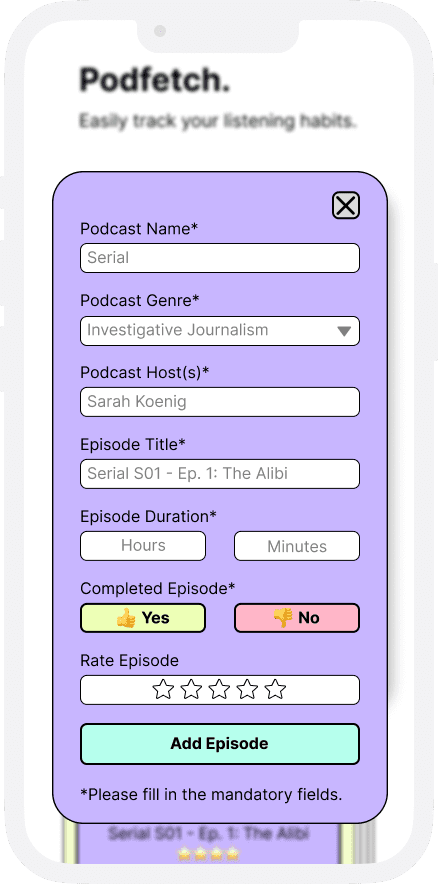 Podfetch.
Easily track your listening habits.
Podcast Name*
Serial
Podcast Genre*
Investigative Journalism
Podcast Host(s)*
Sarah Koenig
Episode Title*
Serial S01 - Ep. 1: The Alibi
Episode Duration*
Hours Minutes
Completed Episode*
👍 Yes 👎 No
Rate Episode
Add Episode
*Please fill in the mandatory fields.
Serial S01 - Ep. 1: The Alibi